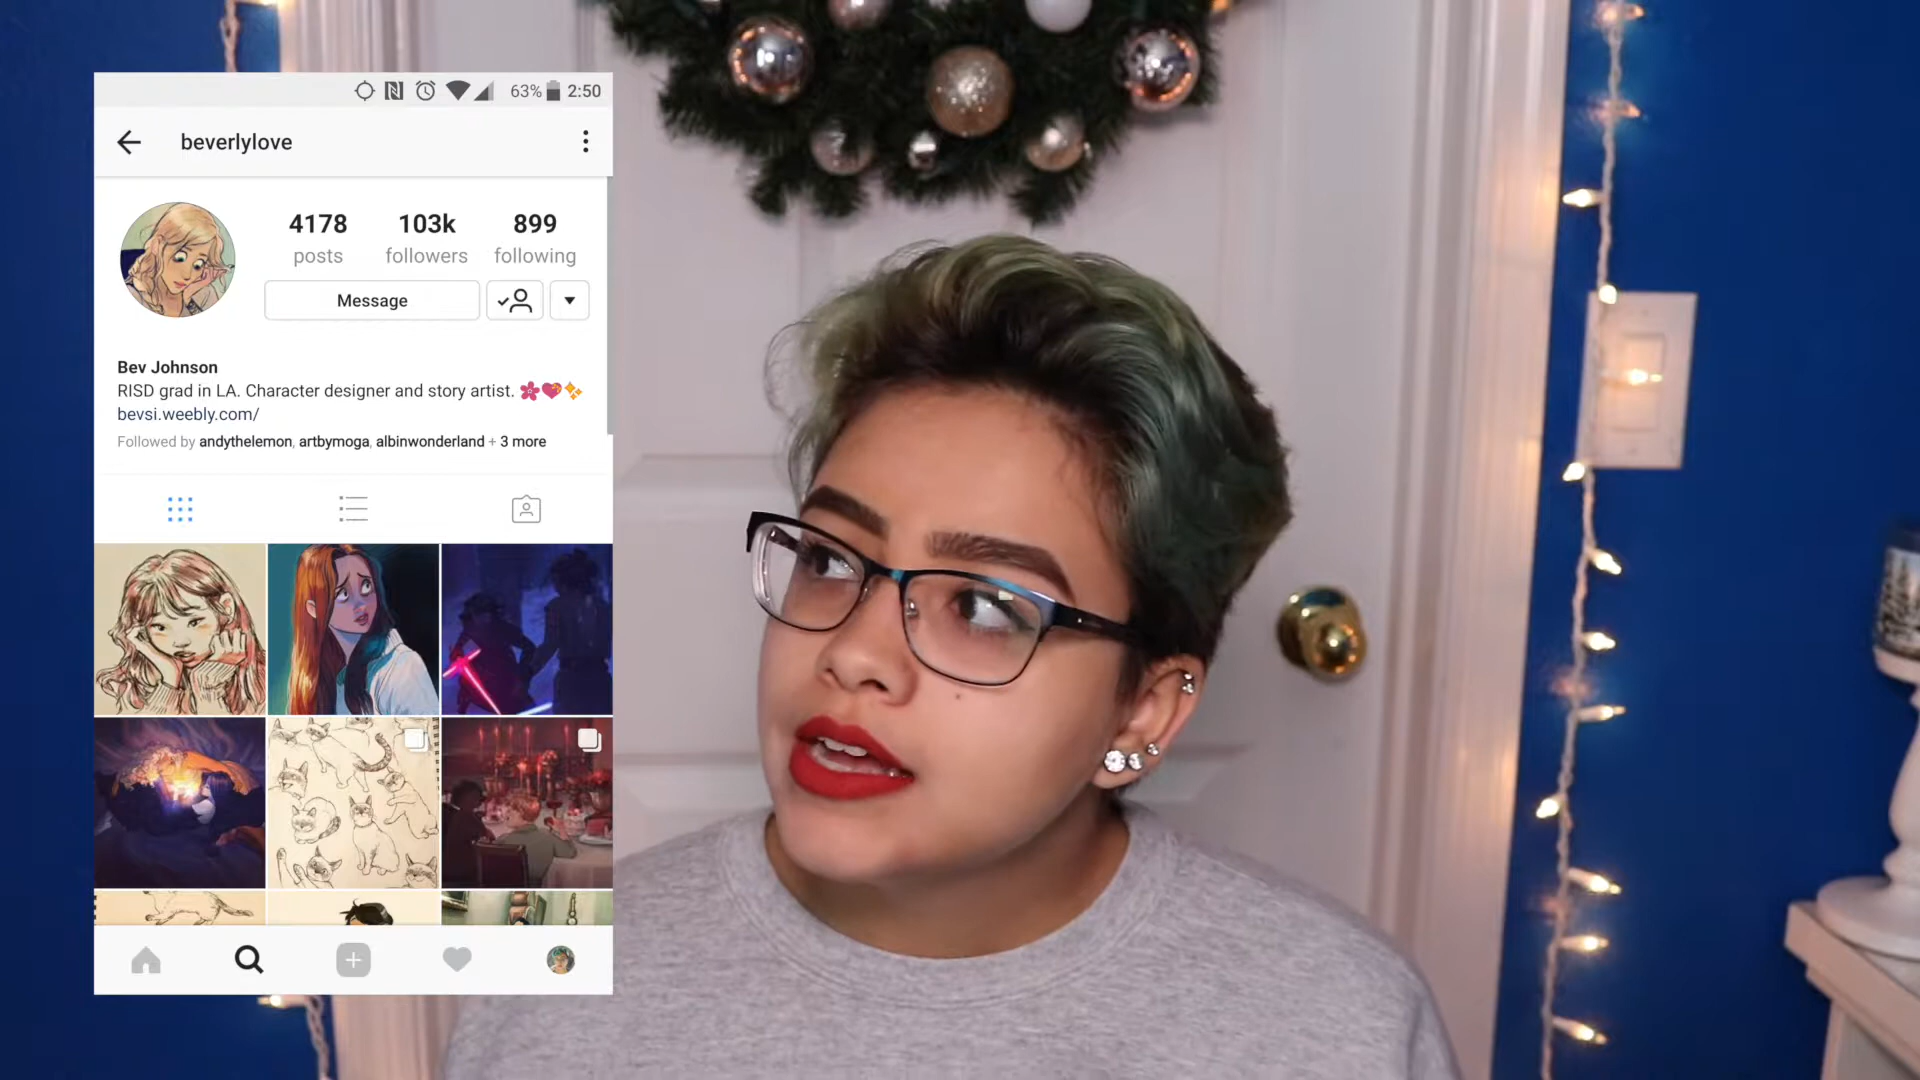 63% 2:50
beverlylove
4178 103k 899
posts followers following
Message
Bev Johnson
RISD grad in LA. Character designer and story artist. 🌸💖✨
bevsi.weebly.com/
Followed by andythelemon, artbymoga, albinwonderland + 3 more